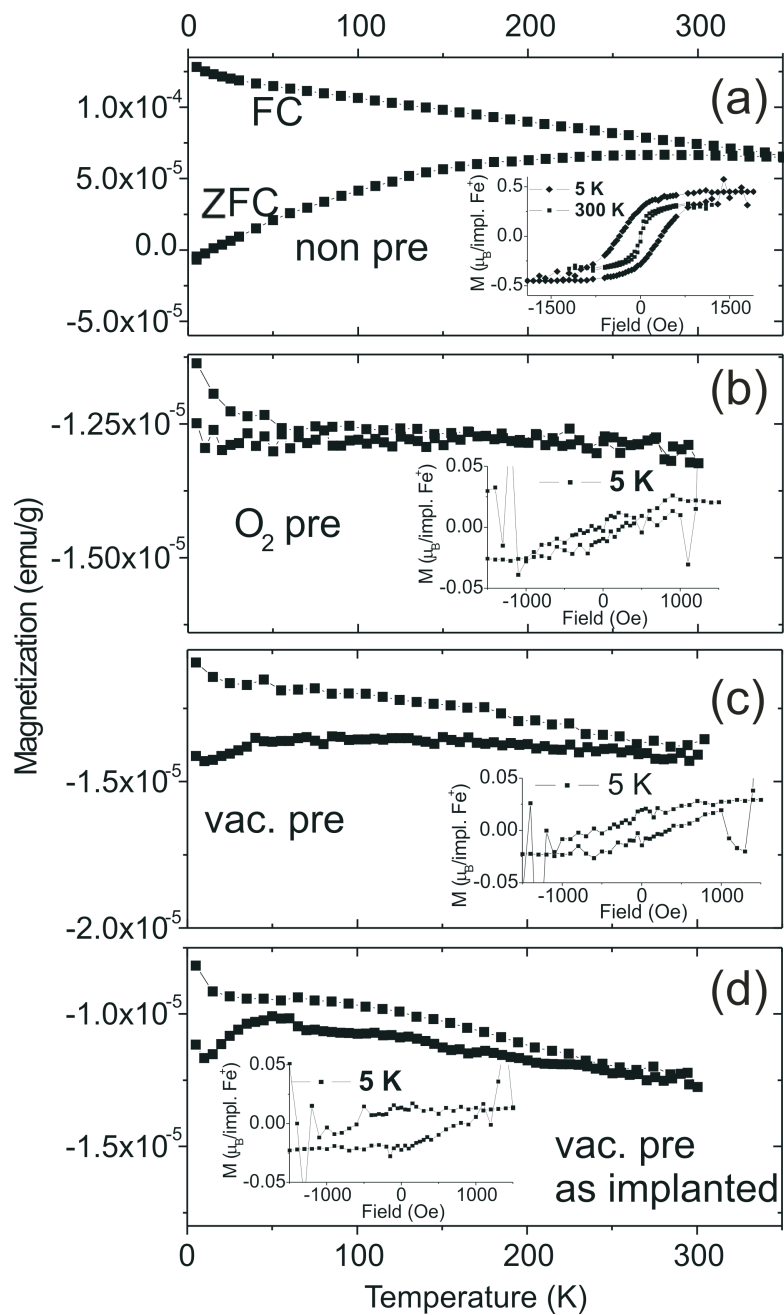 0 100 200 300
(a)
1.0x10⁻⁴
FC
5.0x10⁻⁵
ZFC
0.0
non pre
-5.0x10⁻⁵
M (μB/impl. Fe⁺)
0.5
0.0
-0.5
5 K
300 K
-1500 0 1500
Field (Oe)
(b)
-1.25x10⁻⁵
O₂ pre
-1.50x10⁻⁵
M (μB/impl. Fe⁺)
0.05
0.00
-0.05
5 K
-1000 0 1000
Field (Oe)
Magnetization (emu/g)
(c)
-1.5x10⁻⁵
vac. pre
-2.0x10⁻⁵
M (μB/impl. Fe⁺)
0.05
0.00
-0.05
5 K
-1000 0 1000
Field (Oe)
(d)
-1.0x10⁻⁵
-1.5x10⁻⁵
M (μB/impl. Fe⁺)
0.05
0.00
-0.05
5 K
-1000 0 1000
Field (Oe)
vac. pre
as implanted
0 100 200 300
Temperature (K)